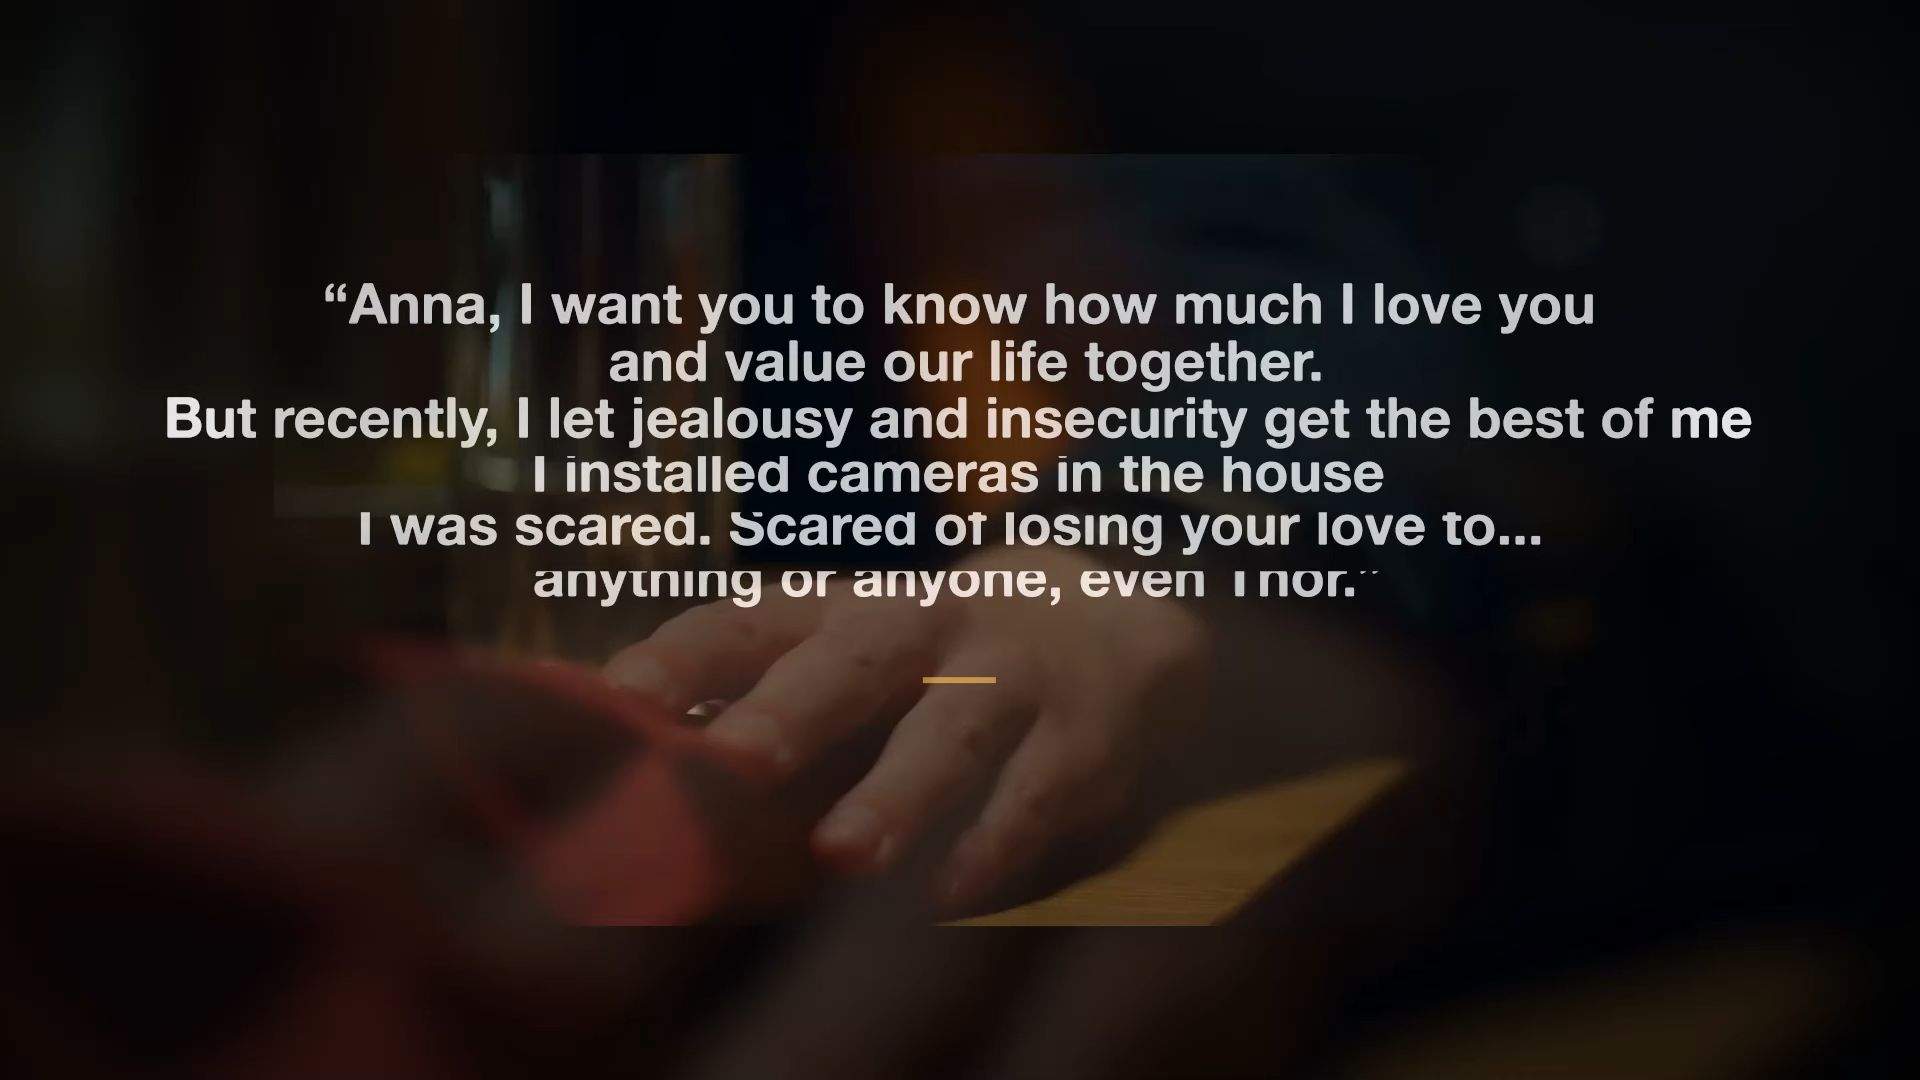 “Anna, I want you to know how much I love you
and value our life together.
But recently, I let jealousy and insecurity get the best of me
I installed cameras in the house
I was scared. Scared of losing your love to...
anything or anyone, even Thor.”